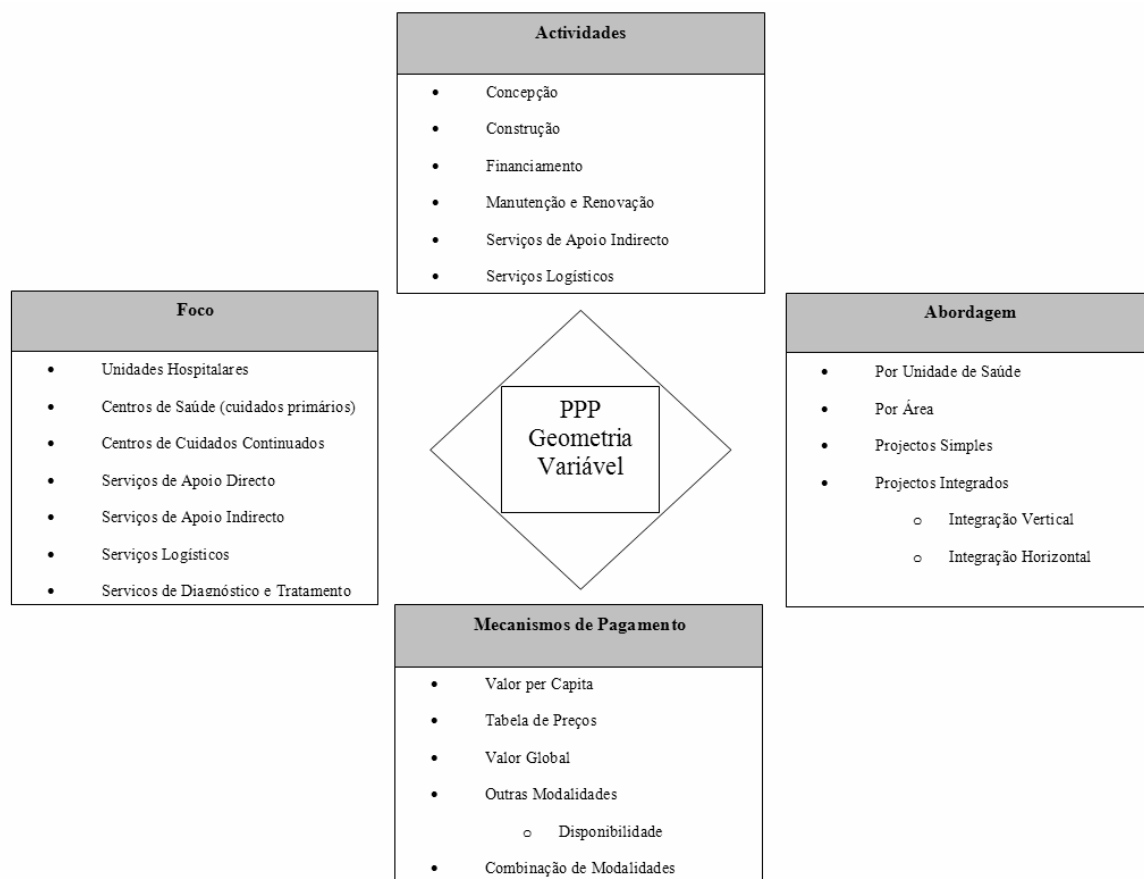 Actividades
• Concepção
• Construção
• Financiamento
• Manutenção e Renovação
• Serviços de Apoio Indirecto
• Serviços Logísticos
Foco
• Unidades Hospitalares
• Centros de Saúde (cuidados primários)
• Centros de Cuidados Continuados
• Serviços de Apoio Directo
• Serviços de Apoio Indirecto
• Serviços Logísticos
• Serviços de Diagnóstico e Tratamento
PPP
Geometria
Variável
Abordagem
• Por Unidade de Saúde
• Por Área
• Projectos Simples
• Projectos Integrados
o Integração Vertical
o Integração Horizontal
Mecanismos de Pagamento
• Valor per Capita
• Tabela de Preços
• Valor Global
• Outras Modalidades
o Disponibilidade
• Combinação de Modalidades